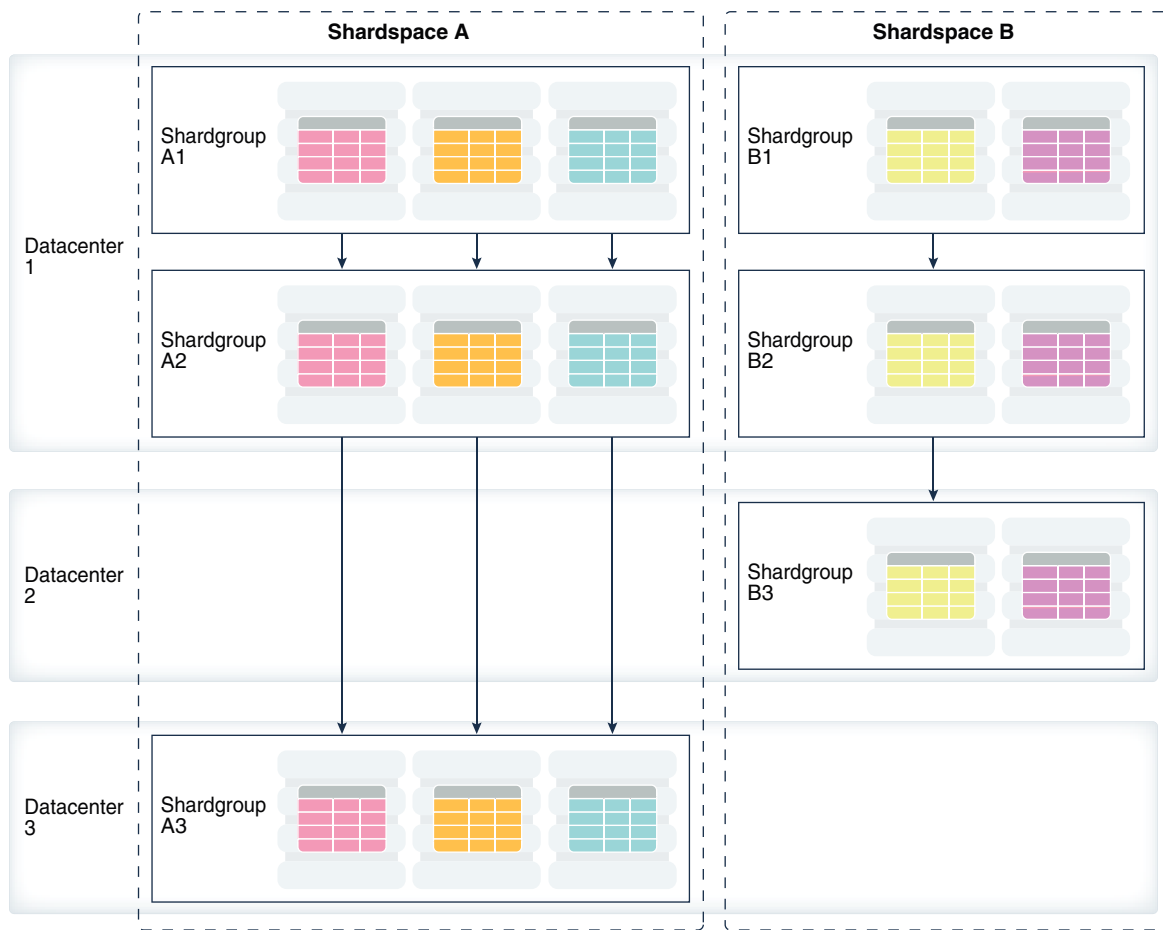 Shardspace A
Shardspace B
Datacenter
1
Shardgroup
A1
Shardgroup
B1
Shardgroup
A2
Shardgroup
B2
Datacenter
2
Shardgroup
B3
Datacenter
3
Shardgroup
A3